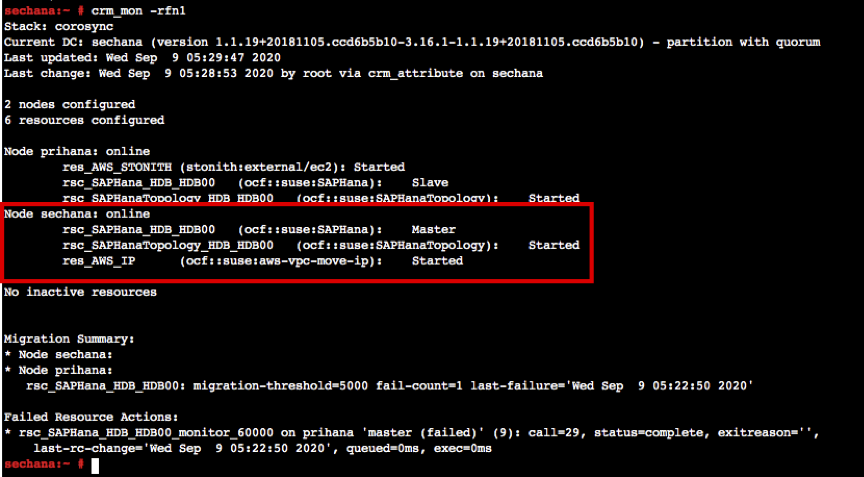 sechana:~ # crm_mon -rfn1
Stack: corosync
Current DC: sechana (version 1.1.19+20181105.ccd6b5b10-3.16.1-1.1.19+20181105.ccd6b5b10) - partition with quorum
Last updated: Wed Sep  9 05:29:47 2020
Last change: Wed Sep  9 05:28:53 2020 by root via crm_attribute on sechana
2 nodes configured
6 resources configured
Node prihana: online
res_AWS_STONITH (stonith:external/ec2): Started
rsc_SAPHana_HDB_HDB00 (ocf::suse:SAPHana): Slave
rsc_SAPHanaTopology_HDB_HDB00 (ocf::suse:SAPHanaTopology): Started
Node sechana: online
rsc_SAPHana_HDB_HDB00 (ocf::suse:SAPHana): Master
rsc_SAPHanaTopology_HDB_HDB00 (ocf::suse:SAPHanaTopology): Started
res_AWS_IP (ocf::suse:aws-vpc-move-ip): Started
No inactive resources
Migration Summary:
* Node sechana:
* Node prihana:
rsc_SAPHana_HDB_HDB00: migration-threshold=5000 fail-count=1 last-failure='Wed Sep  9 05:22:50 2020'
Failed Resource Actions:
* rsc_SAPHana_HDB_HDB00_monitor_60000 on prihana 'master (failed)' (9): call=29, status=complete, exitreason='',
last-rc-change='Wed Sep  9 05:22:50 2020', queued=0ms, exec=0ms
sechana:~ #